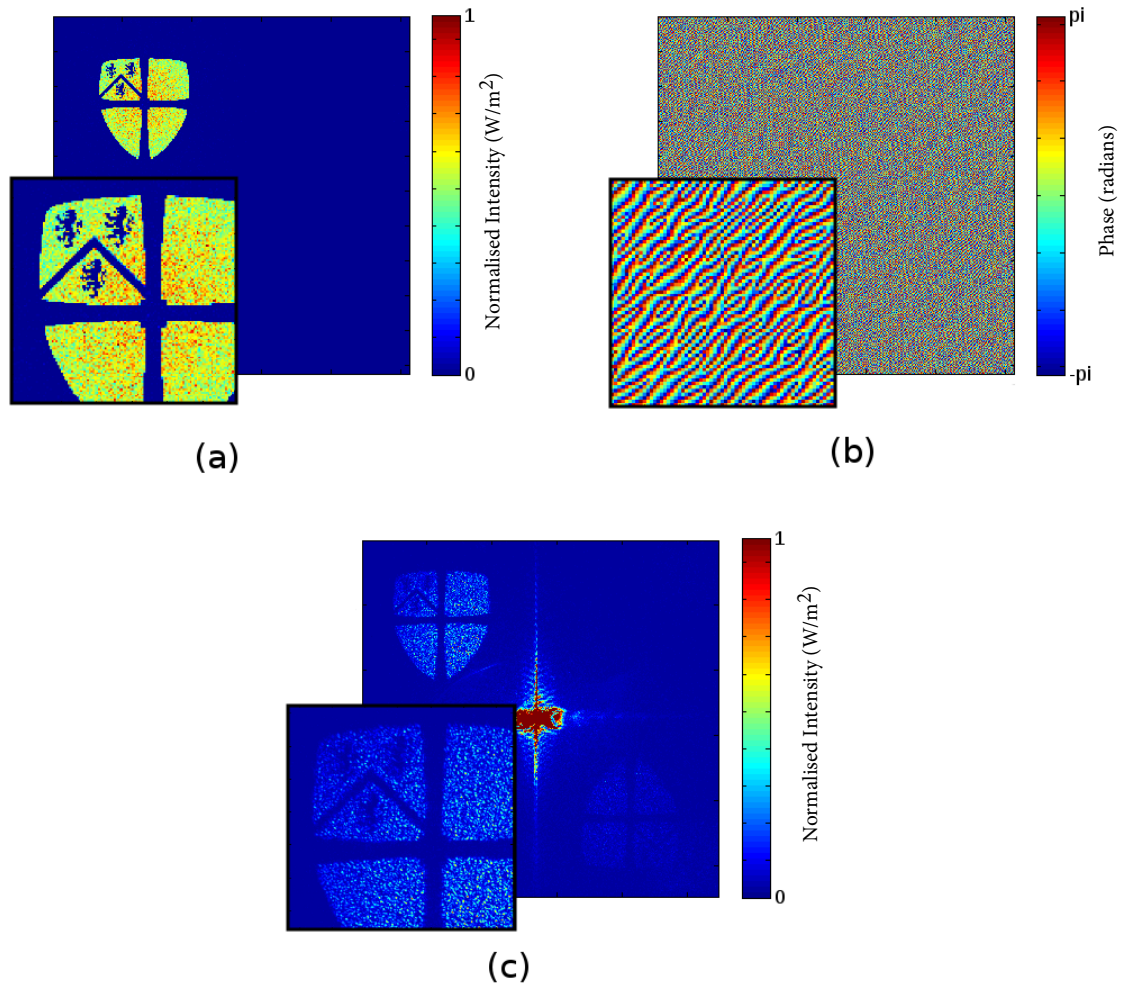 1
Normalised Intensity (W/m²)
0
(a)
pi
Phase (radians)
-pi
(b)
1
Normalised Intensity (W/m²)
0
(c)